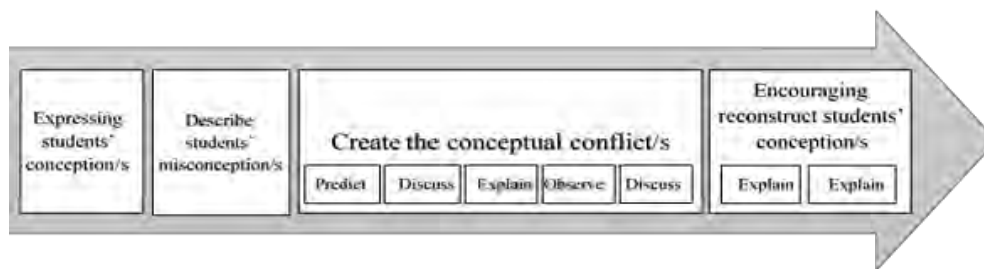 Expressing
students'
conception/s
Describe
students'
misconception/s
Create the conceptual conflict/s
Predict
Discuss
Explain
Observe
Discuss
Encouraging
reconstruct students'
conception/s
Explain
Explain